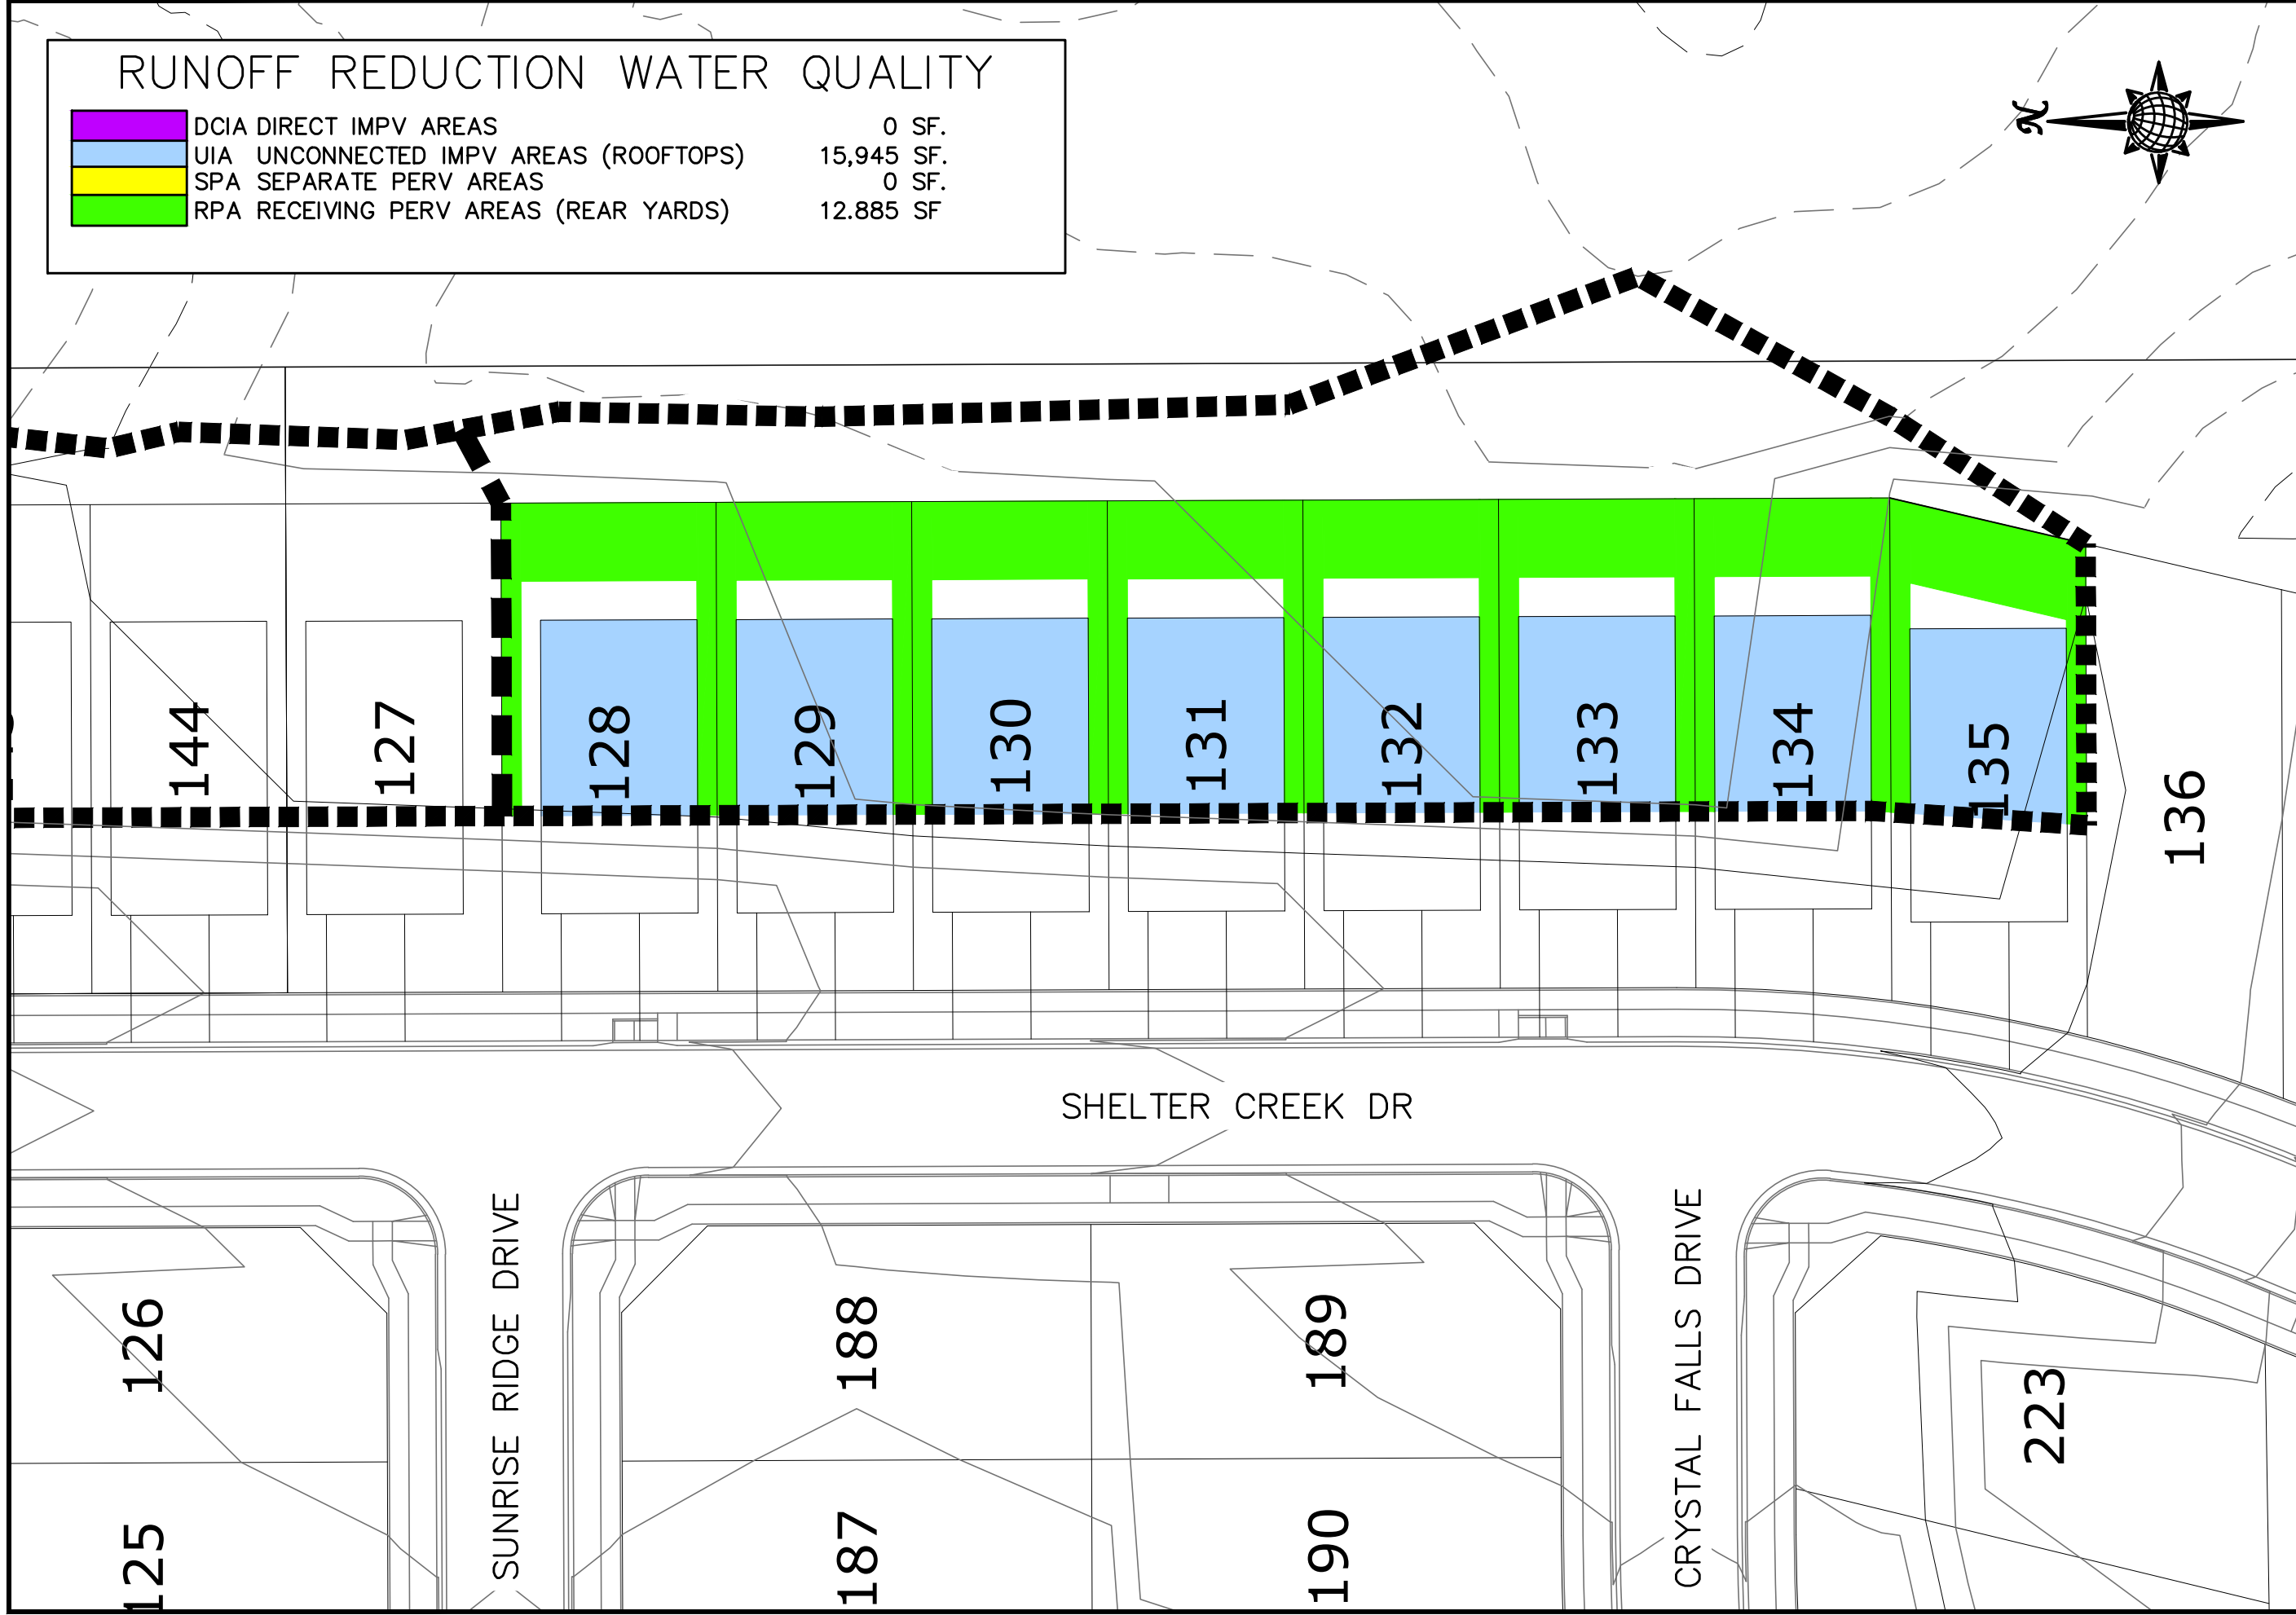 RUNOFF REDUCTION WATER QUALITY
DCIA DIRECT IMPV AREAS 0 SF.
UIA UNCONNECTED IMPV AREAS (ROOFTOPS) 15,945 SF.
SPA SEPARATE PERV AREAS 0 SF.
RPA RECEIVING PERV AREAS (REAR YARDS) 12.885 SF
N
144
127
128
129
130
131
132
133
134
135
136
SHELTER CREEK DR
SUNRISE RIDGE DRIVE
CRYSTAL FALLS DRIVE
126
188
189
223
125
187
190